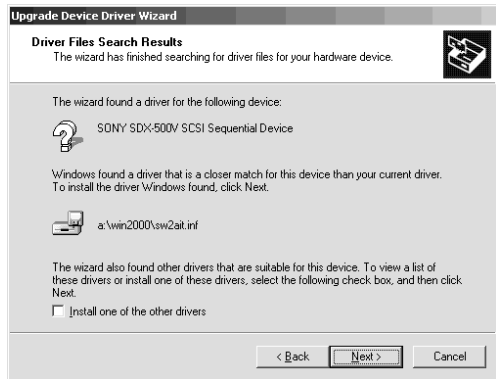 Upgrade Device Driver Wizard
Driver Files Search Results
The wizard has finished searching for driver files for your hardware device.
The wizard found a driver for the following device:
SONY SDX-500V SCSI Sequential Device
Windows found a driver that is a closer match for this device than your current driver.
To install the driver Windows found, click Next.
a:\win2000\sw2ait.inf
The wizard also found other drivers that are suitable for this device. To view a list of
these drivers or install one of these drivers, select the following check box, and then click
Next.
Install one of the other drivers
< Back Next > Cancel